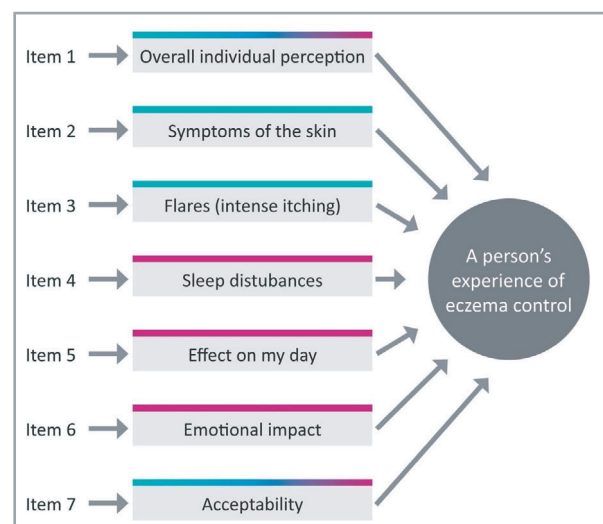 Item 1 Overall individual perception
Item 2 Symptoms of the skin
Item 3 Flares (intense itching)
Item 4 Sleep distubances
Item 5 Effect on my day
Item 6 Emotional impact
Item 7 Acceptability
A person's
experience of
eczema control